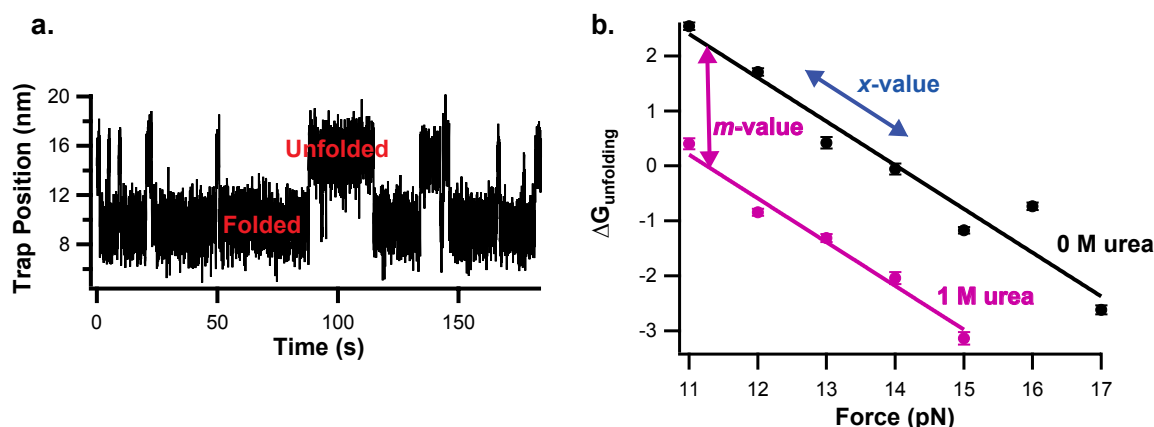 a.
Trap Position (nm)
20
16
12
8
Unfolded
Folded
0
50
100
150
Time (s)
b.
ΔGunfolding
2
1
0
-1
-2
-3
x-value
m-value
0 M urea
1 M urea
11
12
13
14
15
16
17
Force (pN)